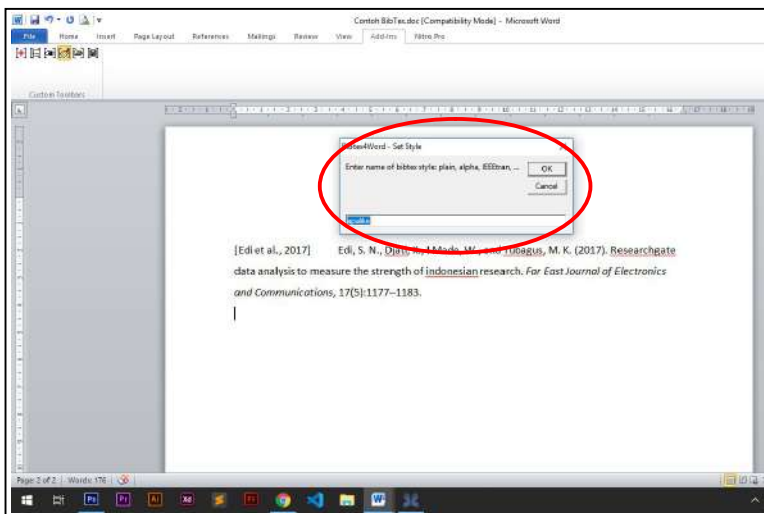 Contoh BibTex.doc [Compatibility Mode] - Microsoft Word
File Home Insert Page Layout References Mailings Review View Add-Ins Nitro Pro
Custom Toolbars
Bibtex4Word - Set Style
Enter name of bibtex style: plain, alpha, IEEEtran, ...
OK
Cancel
[Edi et al., 2017] Edi, S. N., Djati, I Made, W., and Tubagus, M. K. (2017). Researchgate
data analysis to measure the strength of indonesian research. Far East Journal of Electronics
and Communications, 17(5):1177–1183.
Page: 2 of 2 Words: 176